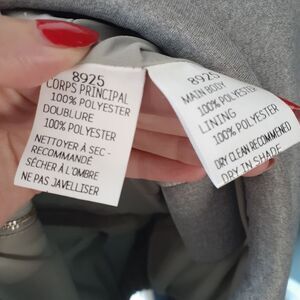 8925
CORPS PRINCIPAL
100% POLYESTER
DOUBLURE
100% POLYESTER
NETTOYER À SEC -
RECOMMANDÉ
SÉCHER À L'OMBRE
NE PAS JAVELLISER
8925
MAIN BODY
100% POLYESTER
LINING
100% POLYESTER
DRY CLEAN RECOMMENED
DRY IN SHADE